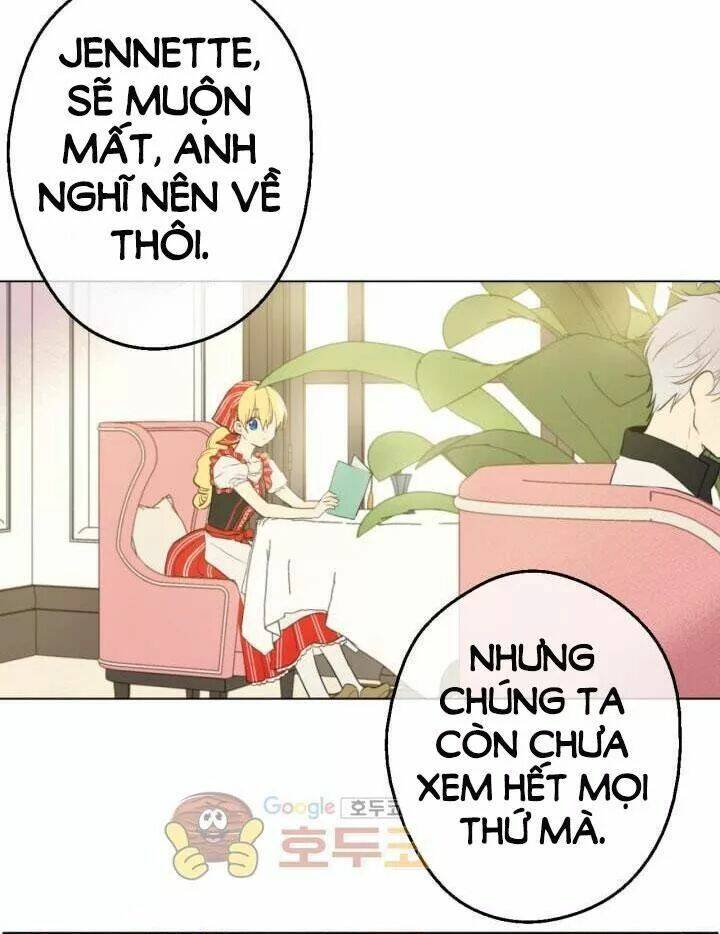 JENNETTE,
SẼ MUỘN
MẤT, ANH
NGHĨ NÊN VỀ
THÔI.
NHƯNG
CHÚNG TA
CÒN CHƯA
XEM HẾT MỌI
THỨ MÀ.
Google 호두코
호두코